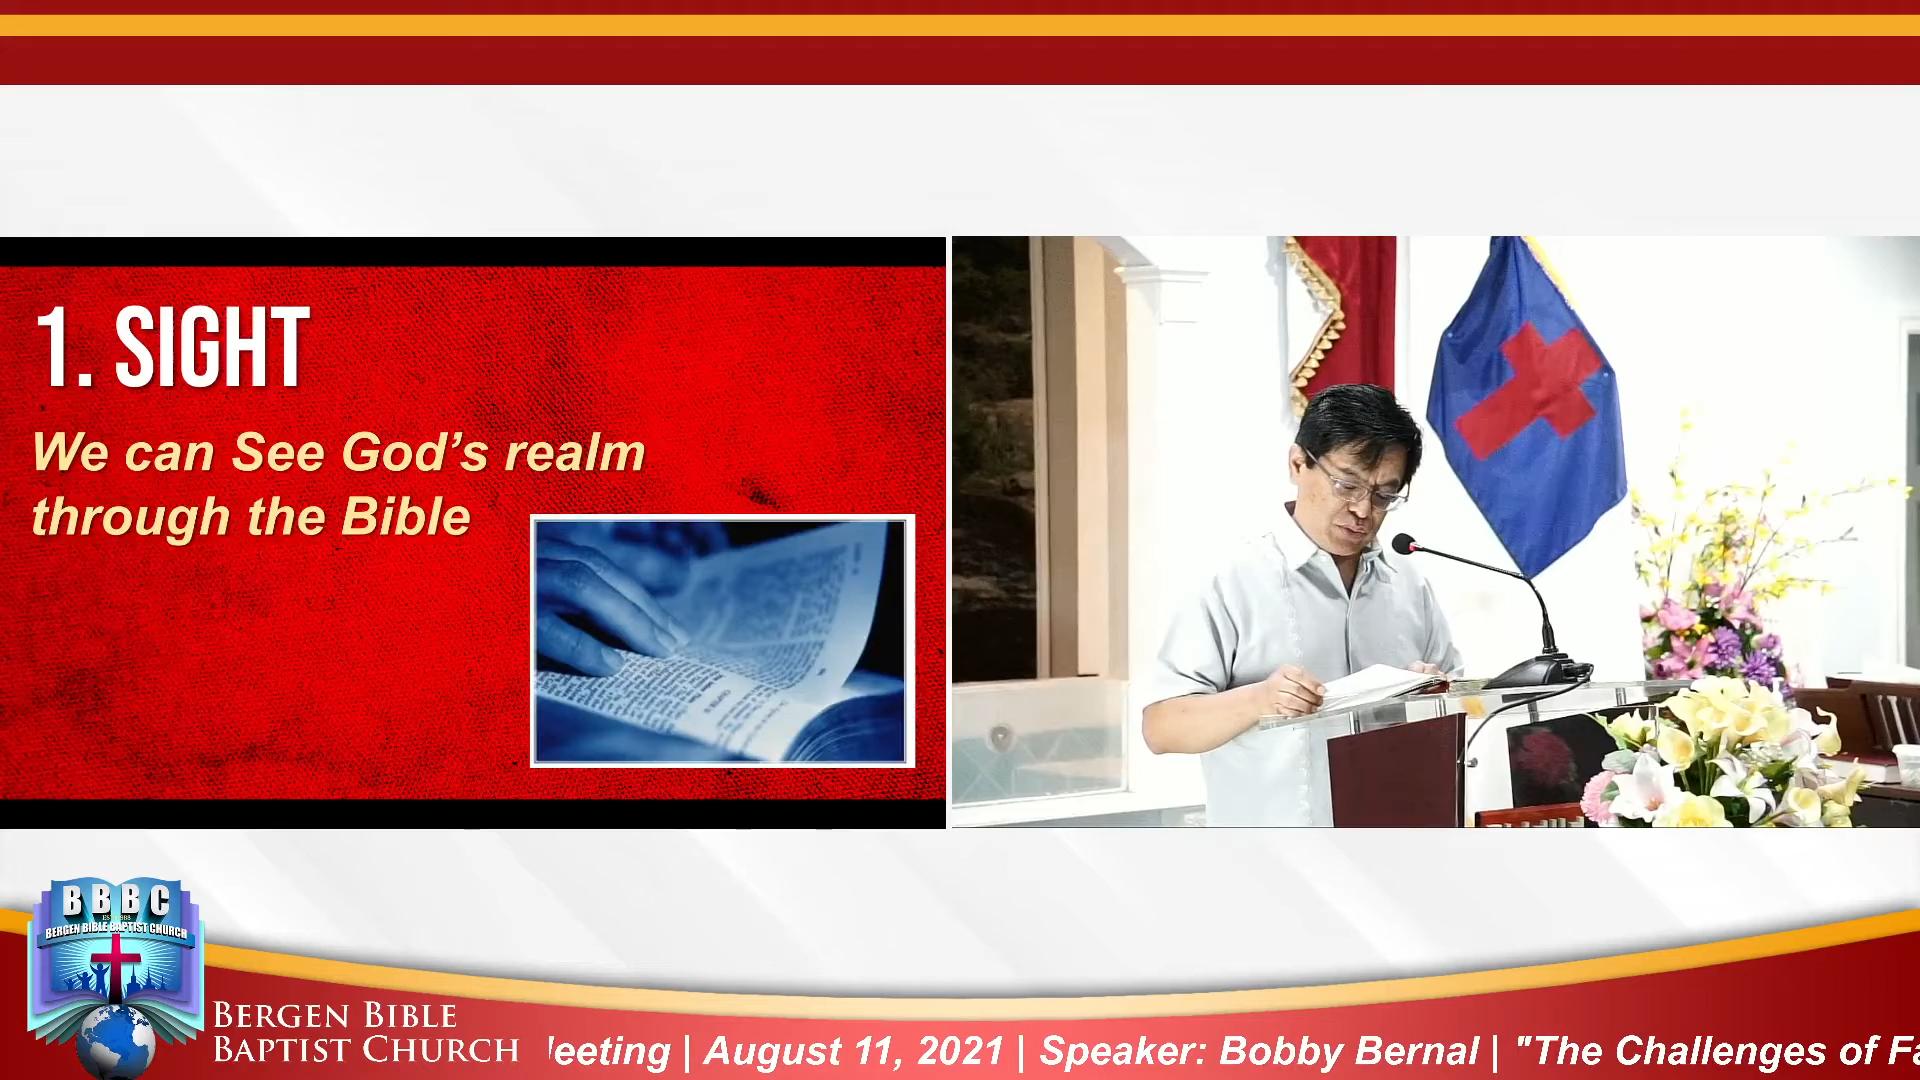 1. SIGHT
We can See God’s realm
through the Bible
BBBC
BERGEN BIBLE BAPTIST CHURCH
BERGEN BIBLE
BAPTIST CHURCH
eeting | August 11, 2021 | Speaker: Bobby Bernal | "The Challenges of Fa